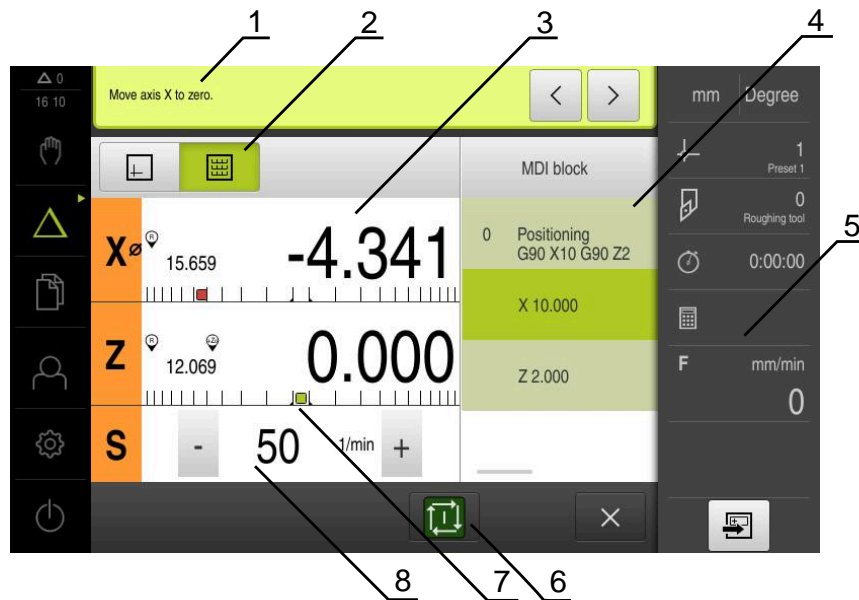 1 2 3 4
0
16 10
Move axis X to zero.
< >
mm Degree
MDI block
1
Preset 1
0
Roughing tool
5
0:00:00
X ⌀ R 15.659 -4.341
0 Positioning
G90 X10 G90 Z2
X 10.000
Z R 12.069 0.000
Z 2.000
F mm/min
0
S - 50 1/min +
8 7 6